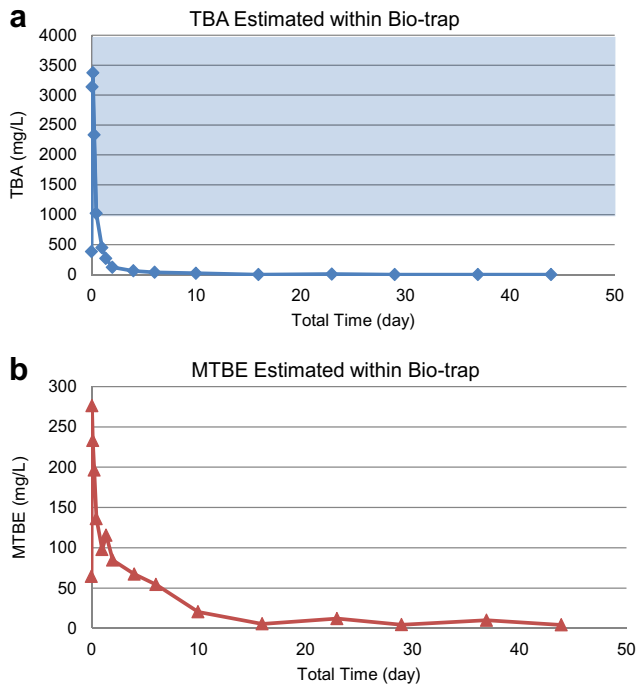 a
TBA Estimated within Bio-trap
4000
3500
3000
2500
2000
1500
1000
500
0
TBA (mg/L)
0 10 20 30 40 50
Total Time (day)
b
MTBE Estimated within Bio-trap
300
250
200
150
100
50
0
MTBE (mg/L)
0 10 20 30 40 50
Total Time (day)